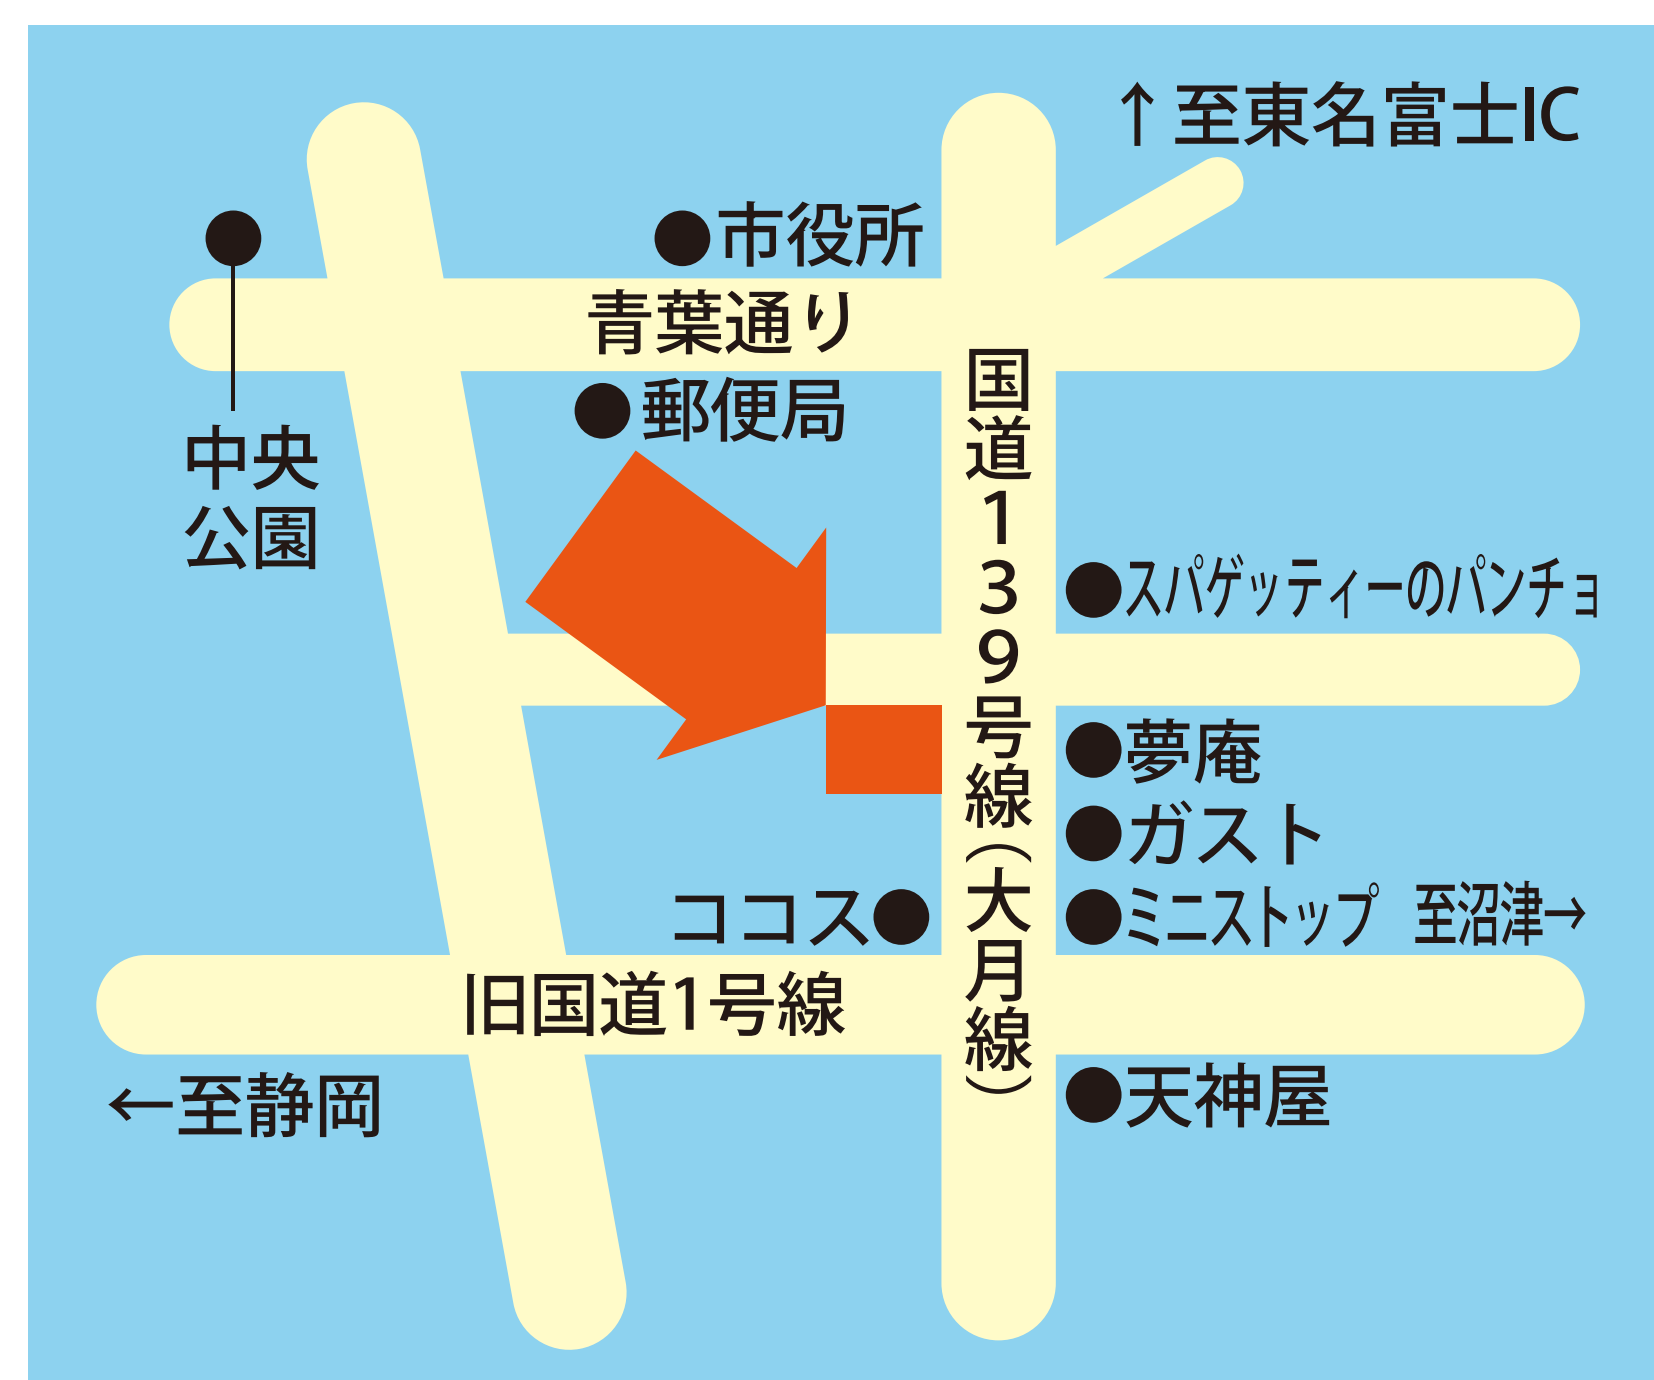 ↑至東名富士IC
●市役所
青葉通り
●郵便局
中央
公園
国道139号線(大月線)
●スパゲッティーのパンチョ
●夢庵
●ガスト
ココス●
●ミニストップ 至沼津→
旧国道1号線
←至静岡
●天神屋